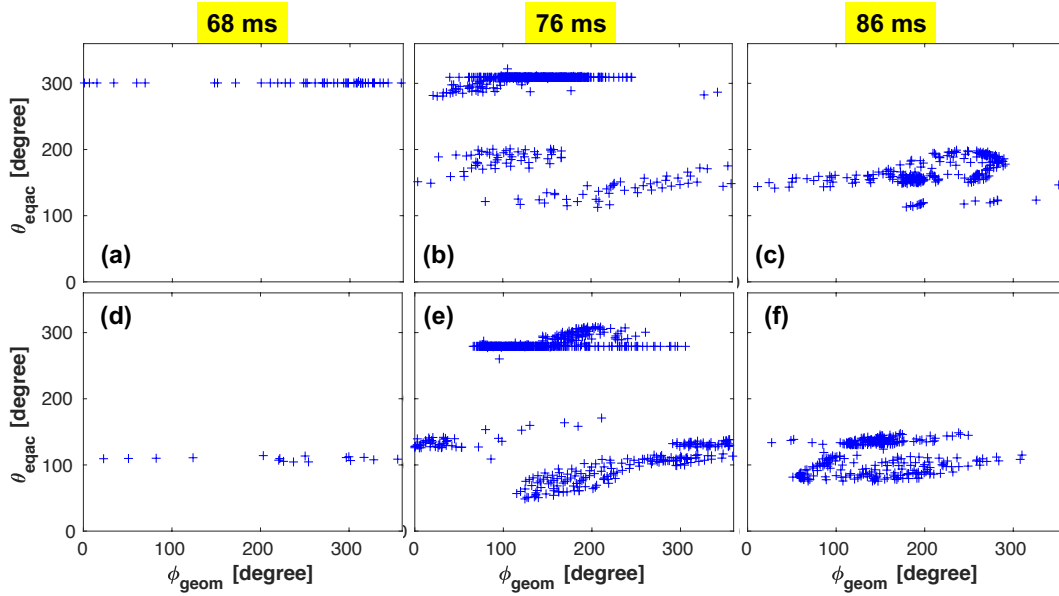 68 ms 76 ms 86 ms
300
200
100
0
θeqac [degree]
(a) (b) (c)
300
200
100
0
θeqac [degree]
(d) (e) (f)
0 100 200 300 0 100 200 300 0 100 200 300
ϕgeom [degree] ϕgeom [degree] ϕgeom [degree]